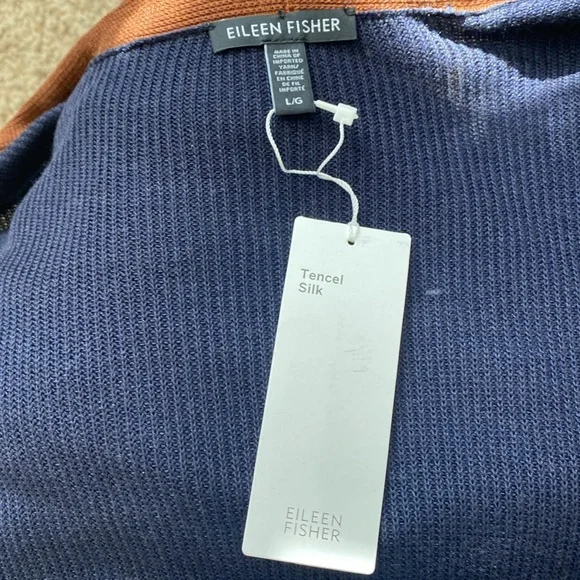 EILEEN FISHER
MADE IN
CHINA OF
IMPORTED
YARNS/
FABRIQUÉ
EN CHINE
DE FIL
IMPORTÉ
L/G
Tencel
Silk
EILEEN
FISHER